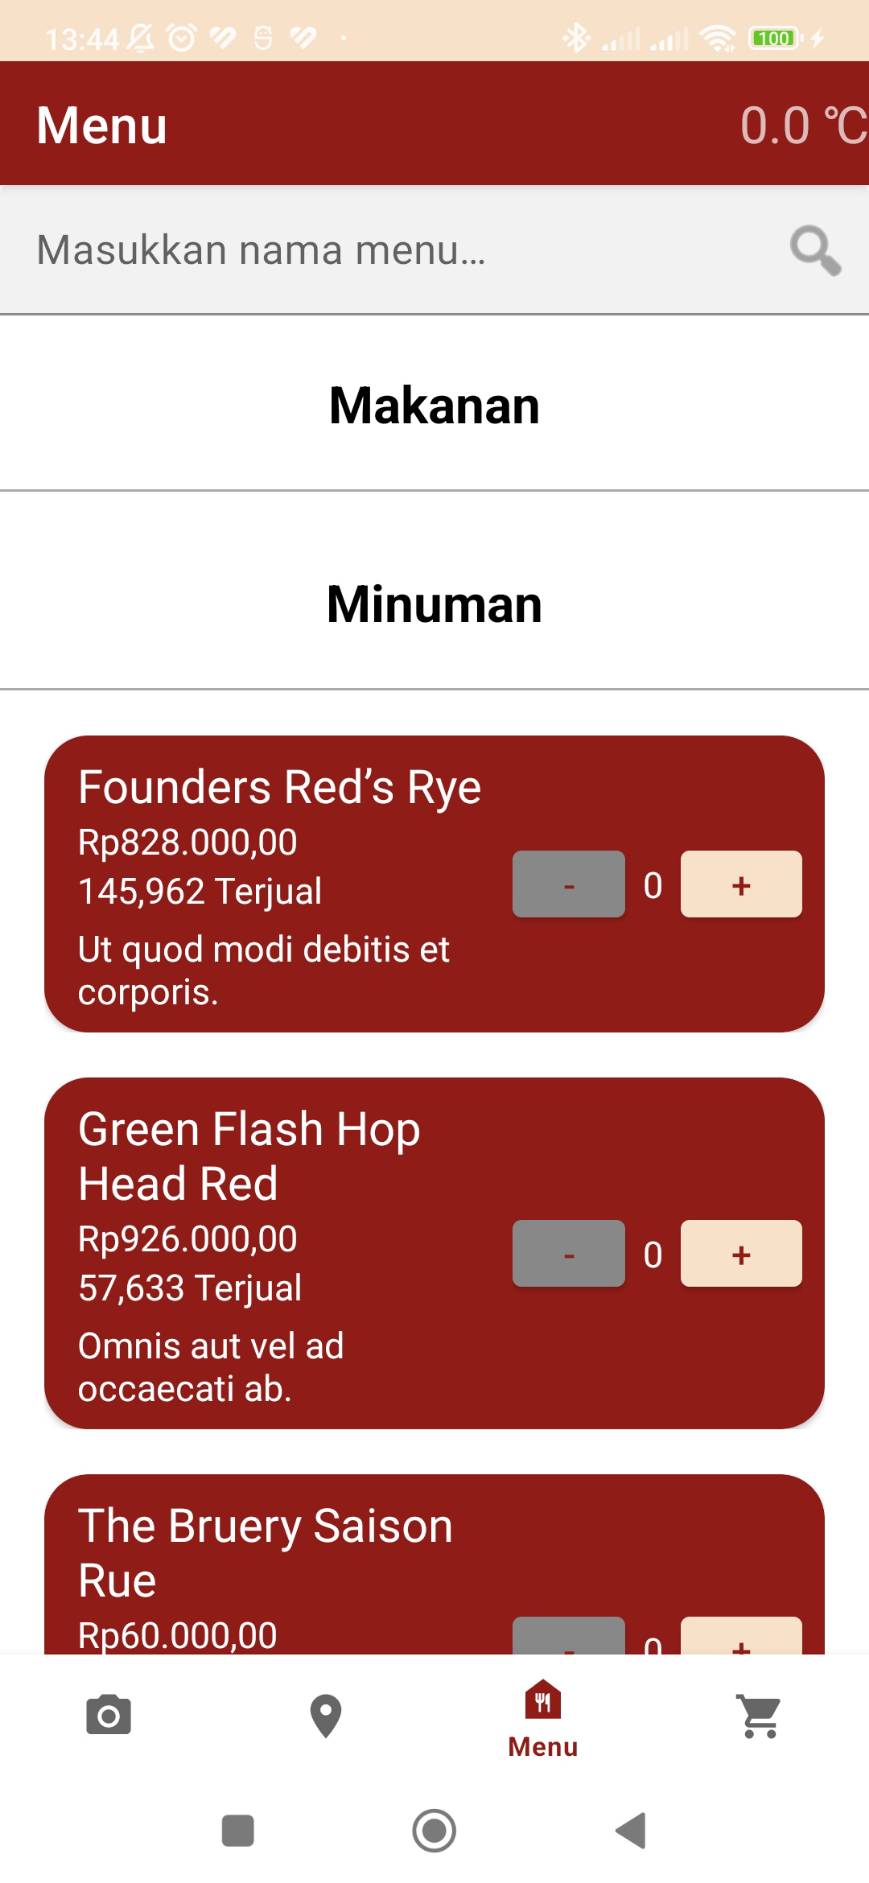 13:44
100
Menu
0.0 °C
Masukkan nama menu...
Makanan
Minuman
Founders Red’s Rye
Rp828.000,00
145,962 Terjual
- 0 +
Ut quod modi debitis et
corporis.
Green Flash Hop
Head Red
Rp926.000,00
57,633 Terjual
- 0 +
Omnis aut vel ad
occaecati ab.
The Bruery Saison
Rue
Rp60.000,00
- 0 +
Menu